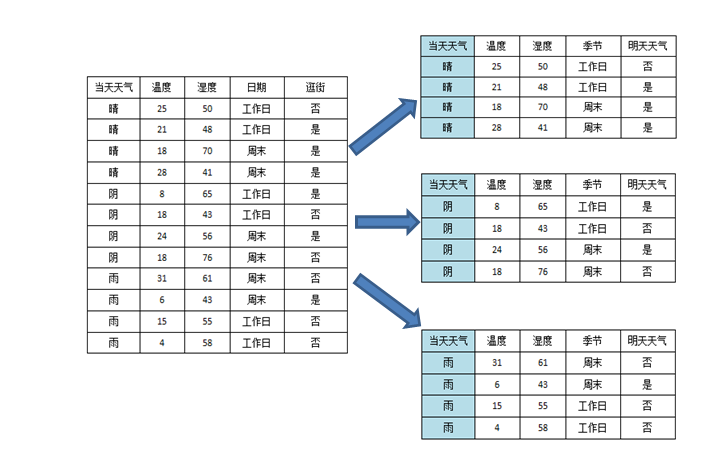 当天天气 温度 湿度 日期 逛街
晴 25 50 工作日 否
晴 21 48 工作日 是
晴 18 70 周末 是
晴 28 41 周末 是
阴 8 65 工作日 是
阴 18 43 工作日 否
阴 24 56 周末 是
阴 18 76 周末 否
雨 31 61 周末 否
雨 6 43 周末 是
雨 15 55 工作日 否
雨 4 58 工作日 否
当天天气 温度 湿度 季节 明天天气
晴 25 50 工作日 否
晴 21 48 工作日 是
晴 18 70 周末 是
晴 28 41 周末 是
当天天气 温度 湿度 季节 明天天气
阴 8 65 工作日 是
阴 18 43 工作日 否
阴 24 56 周末 是
阴 18 76 周末 否
当天天气 温度 湿度 季节 明天天气
雨 31 61 周末 否
雨 6 43 周末 是
雨 15 55 工作日 否
雨 4 58 工作日 否